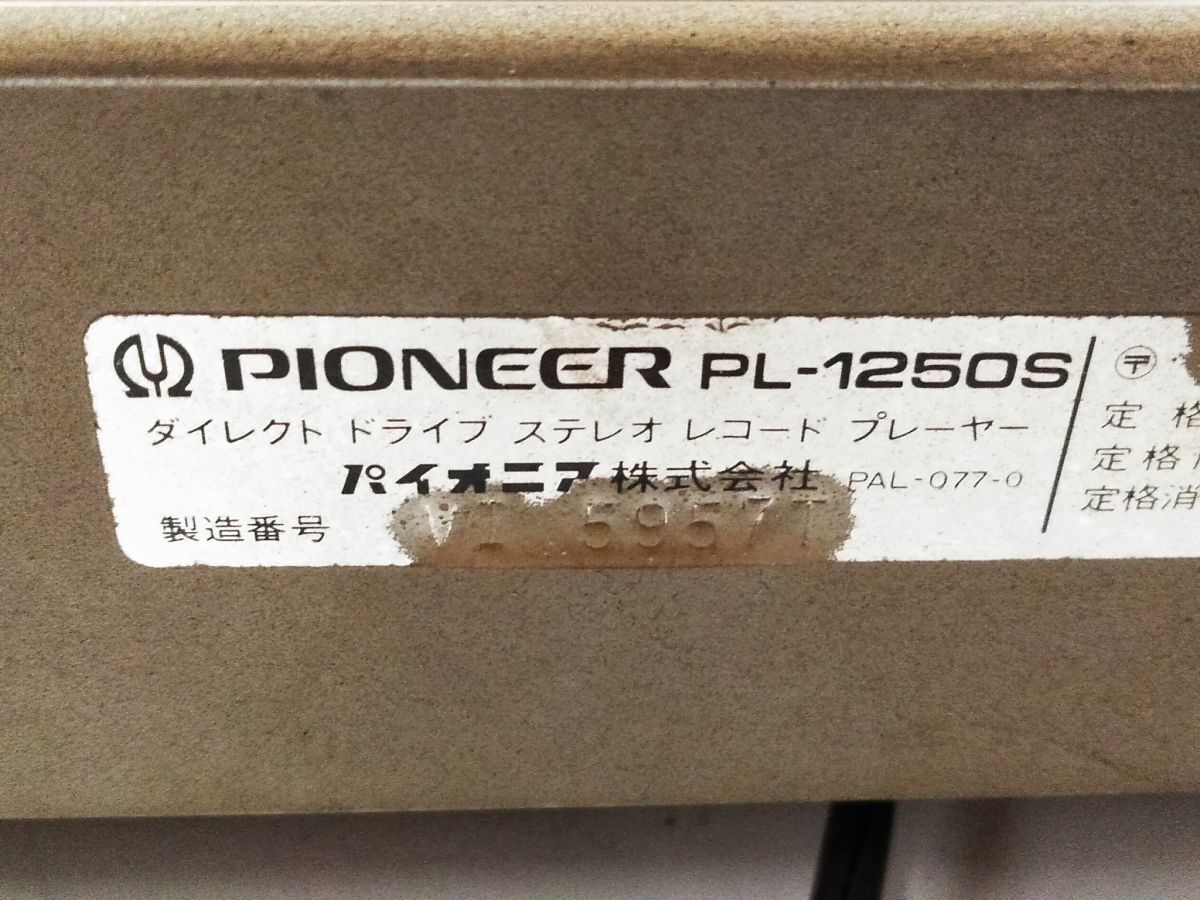 PIONEER PL-1250S
ダイレクト ドライブ ステレオ レコード プレーヤー
パイオニア株式会社 PAL-077-0
製造番号
〒
定格
定格
定格消